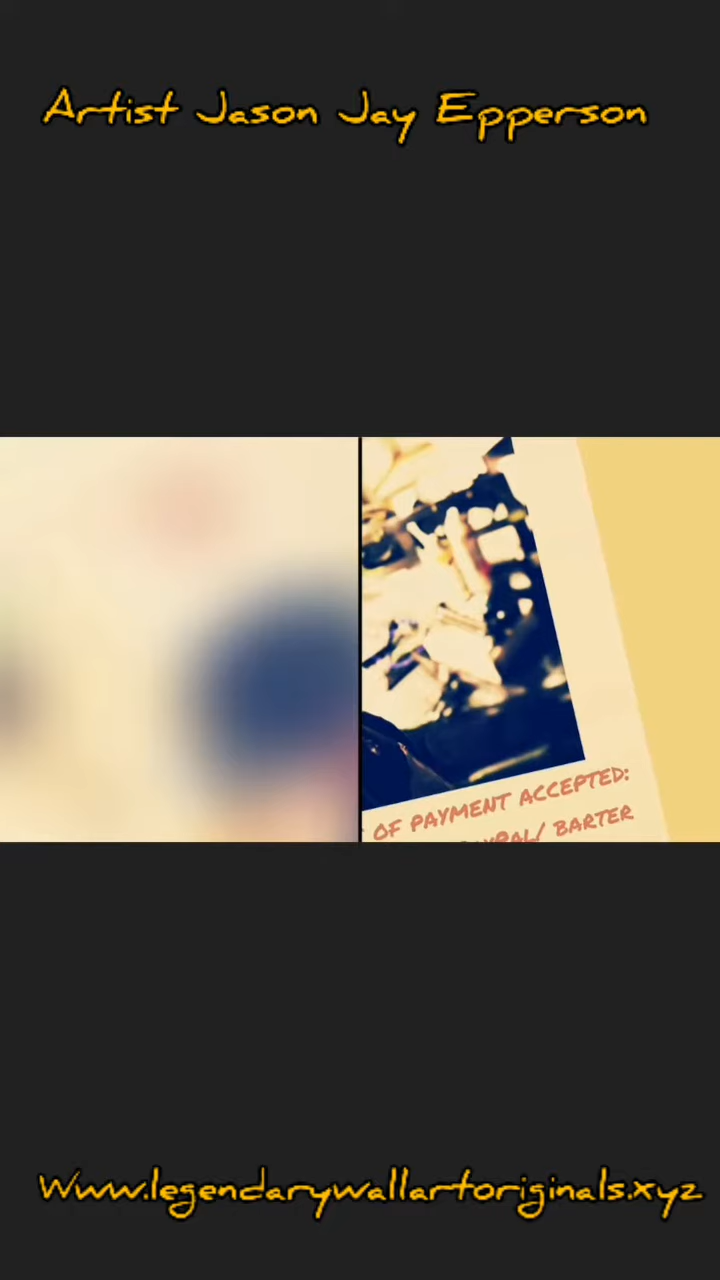 Artist Jason Jay Epperson
OF PAYMENT ACCEPTED:
BARTER
Www.legendarywallartoriginals.xyz